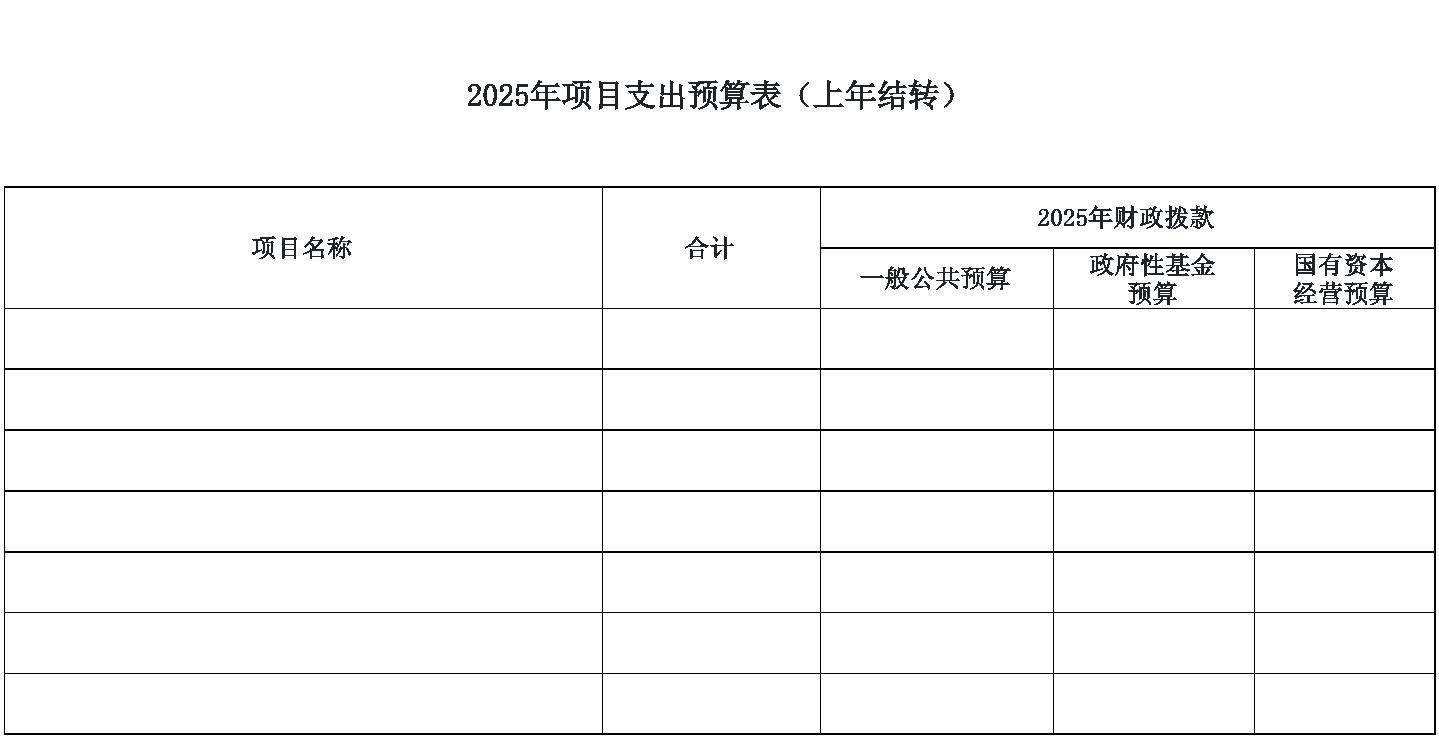 2025年项目支出预算表（上年结转）
2025年财政拨款
项目名称
合计
一般公共预算
政府性基金
预算
国有资本
经营预算